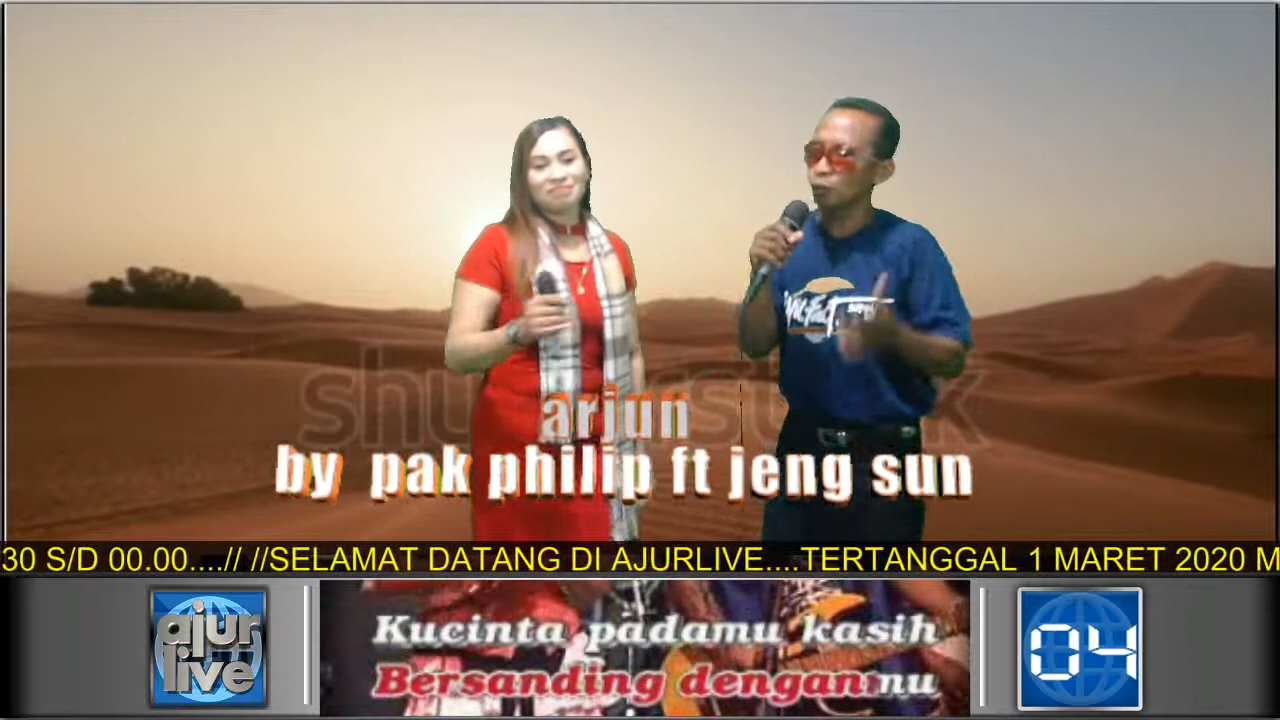 shutterstock
arjun
by pak philip ft jeng sun
30 S/D 00.00....// //SELAMAT DATANG DI AJURLIVE....TERTANGGAL 1 MARET 2020 M
ajur
live
Kucinta padamu kasih
Bersanding denganmu
04